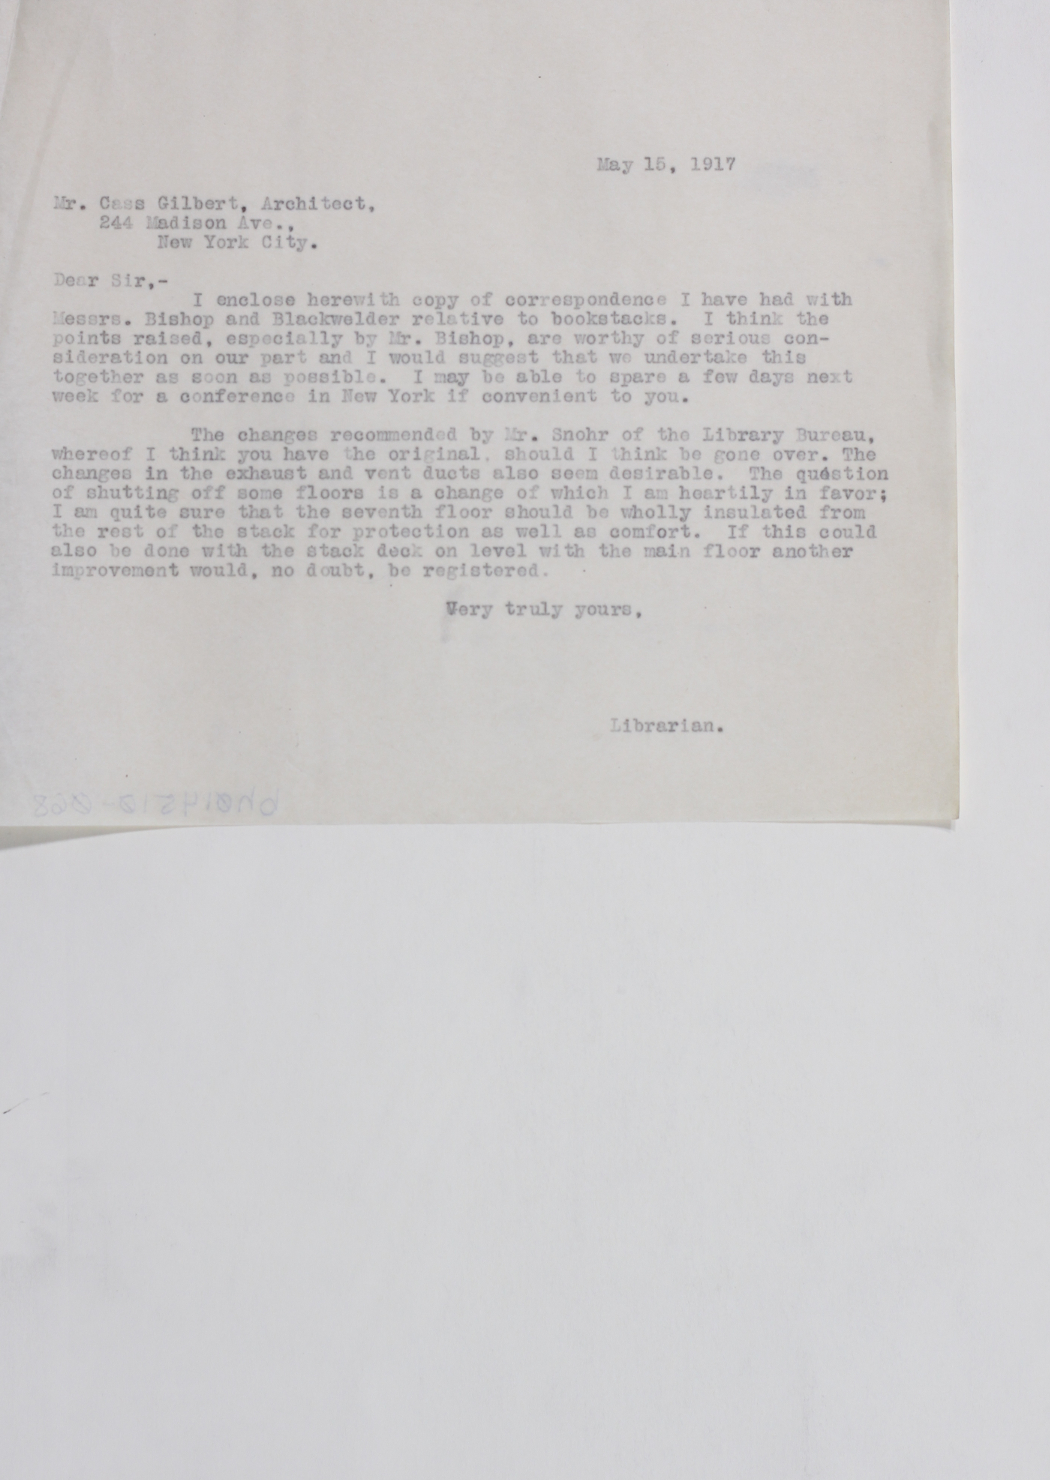 May 15, 1917
Mr. Cass Gilbert, Architect,
244 Madison Ave.,
New York City.
Dear Sir,-
I enclose herewith copy of correspondence I have had with
Messrs. Bishop and Blackwelder relative to bookstacks. I think the
points raised, especially by Mr. Bishop, are worthy of serious con-
sideration on our part and I would suggest that we undertake this
together as soon as possible. I may be able to spare a few days next
week for a conference in New York if convenient to you.
The changes recommended by Mr. Snohr of the Library Bureau,
whereof I think you have the original, should I think be gone over. The
changes in the exhaust and vent ducts also seem desirable. The question
of shutting off some floors is a change of which I am heartily in favor;
I am quite sure that the seventh floor should be wholly insulated from
the rest of the stack for protection as well as comfort. If this could
also be done with the stack deck on level with the main floor another
improvement would, no doubt, be registered.
Very truly yours,
Librarian.